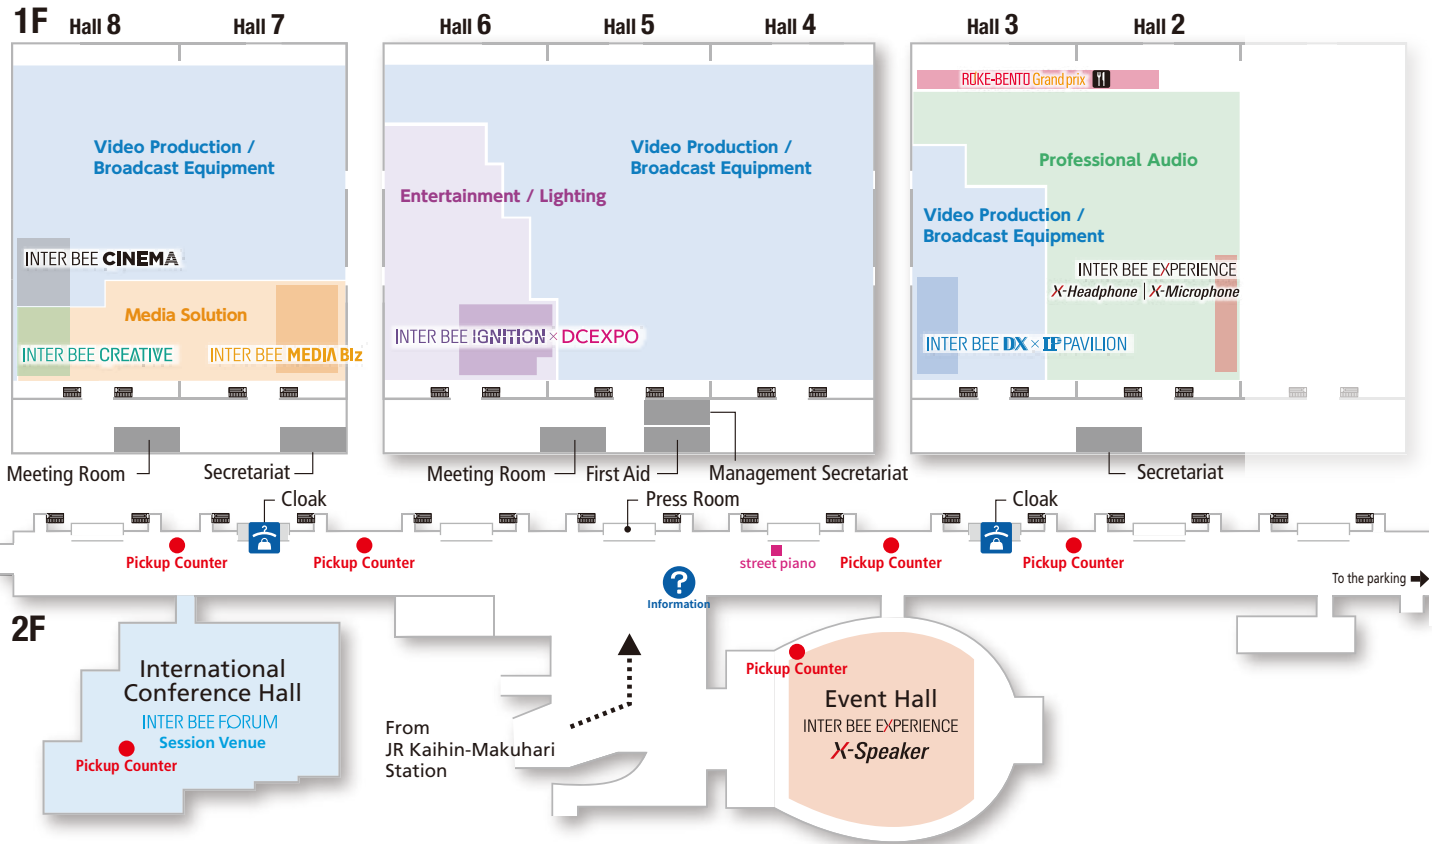 1F
Hall 8
Hall 7
Hall 6
Hall 5
Hall 4
Hall 3
Hall 2
ROKE-BENTO Grand prix
Video Production /
Broadcast Equipment
Video Production /
Broadcast Equipment
Professional Audio
Entertainment / Lighting
Video Production /
Broadcast Equipment
INTER BEE CINEMA
INTER BEE EXPERIENCE
X-Headphone | X-Microphone
Media Solution
INTER BEE CREATIVE
INTER BEE MEDIA BIz
INTER BEE IGNITION × DCEXPO
INTER BEE DX × IP PAVILION
Meeting Room
Secretariat
Meeting Room
First Aid
Management Secretariat
Secretariat
Cloak
Press Room
Cloak
Pickup Counter
Pickup Counter
street piano
Pickup Counter
Pickup Counter
To the parking
?
Information
2F
International
Conference Hall
INTER BEE FORUM
Session Venue
Pickup Counter
From
JR Kaihin-Makuhari
Station
Pickup Counter
Event Hall
INTER BEE EXPERIENCE
X-Speaker